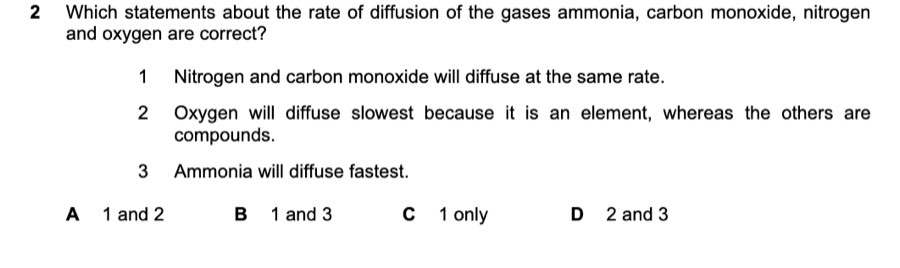 2 Which statements about the rate of diffusion of the gases ammonia, carbon monoxide, nitrogen
and oxygen are correct?
1 Nitrogen and carbon monoxide will diffuse at the same rate.
2 Oxygen will diffuse slowest because it is an element, whereas the others are
compounds.
3 Ammonia will diffuse fastest.
A 1 and 2 B 1 and 3 C 1 only D 2 and 3